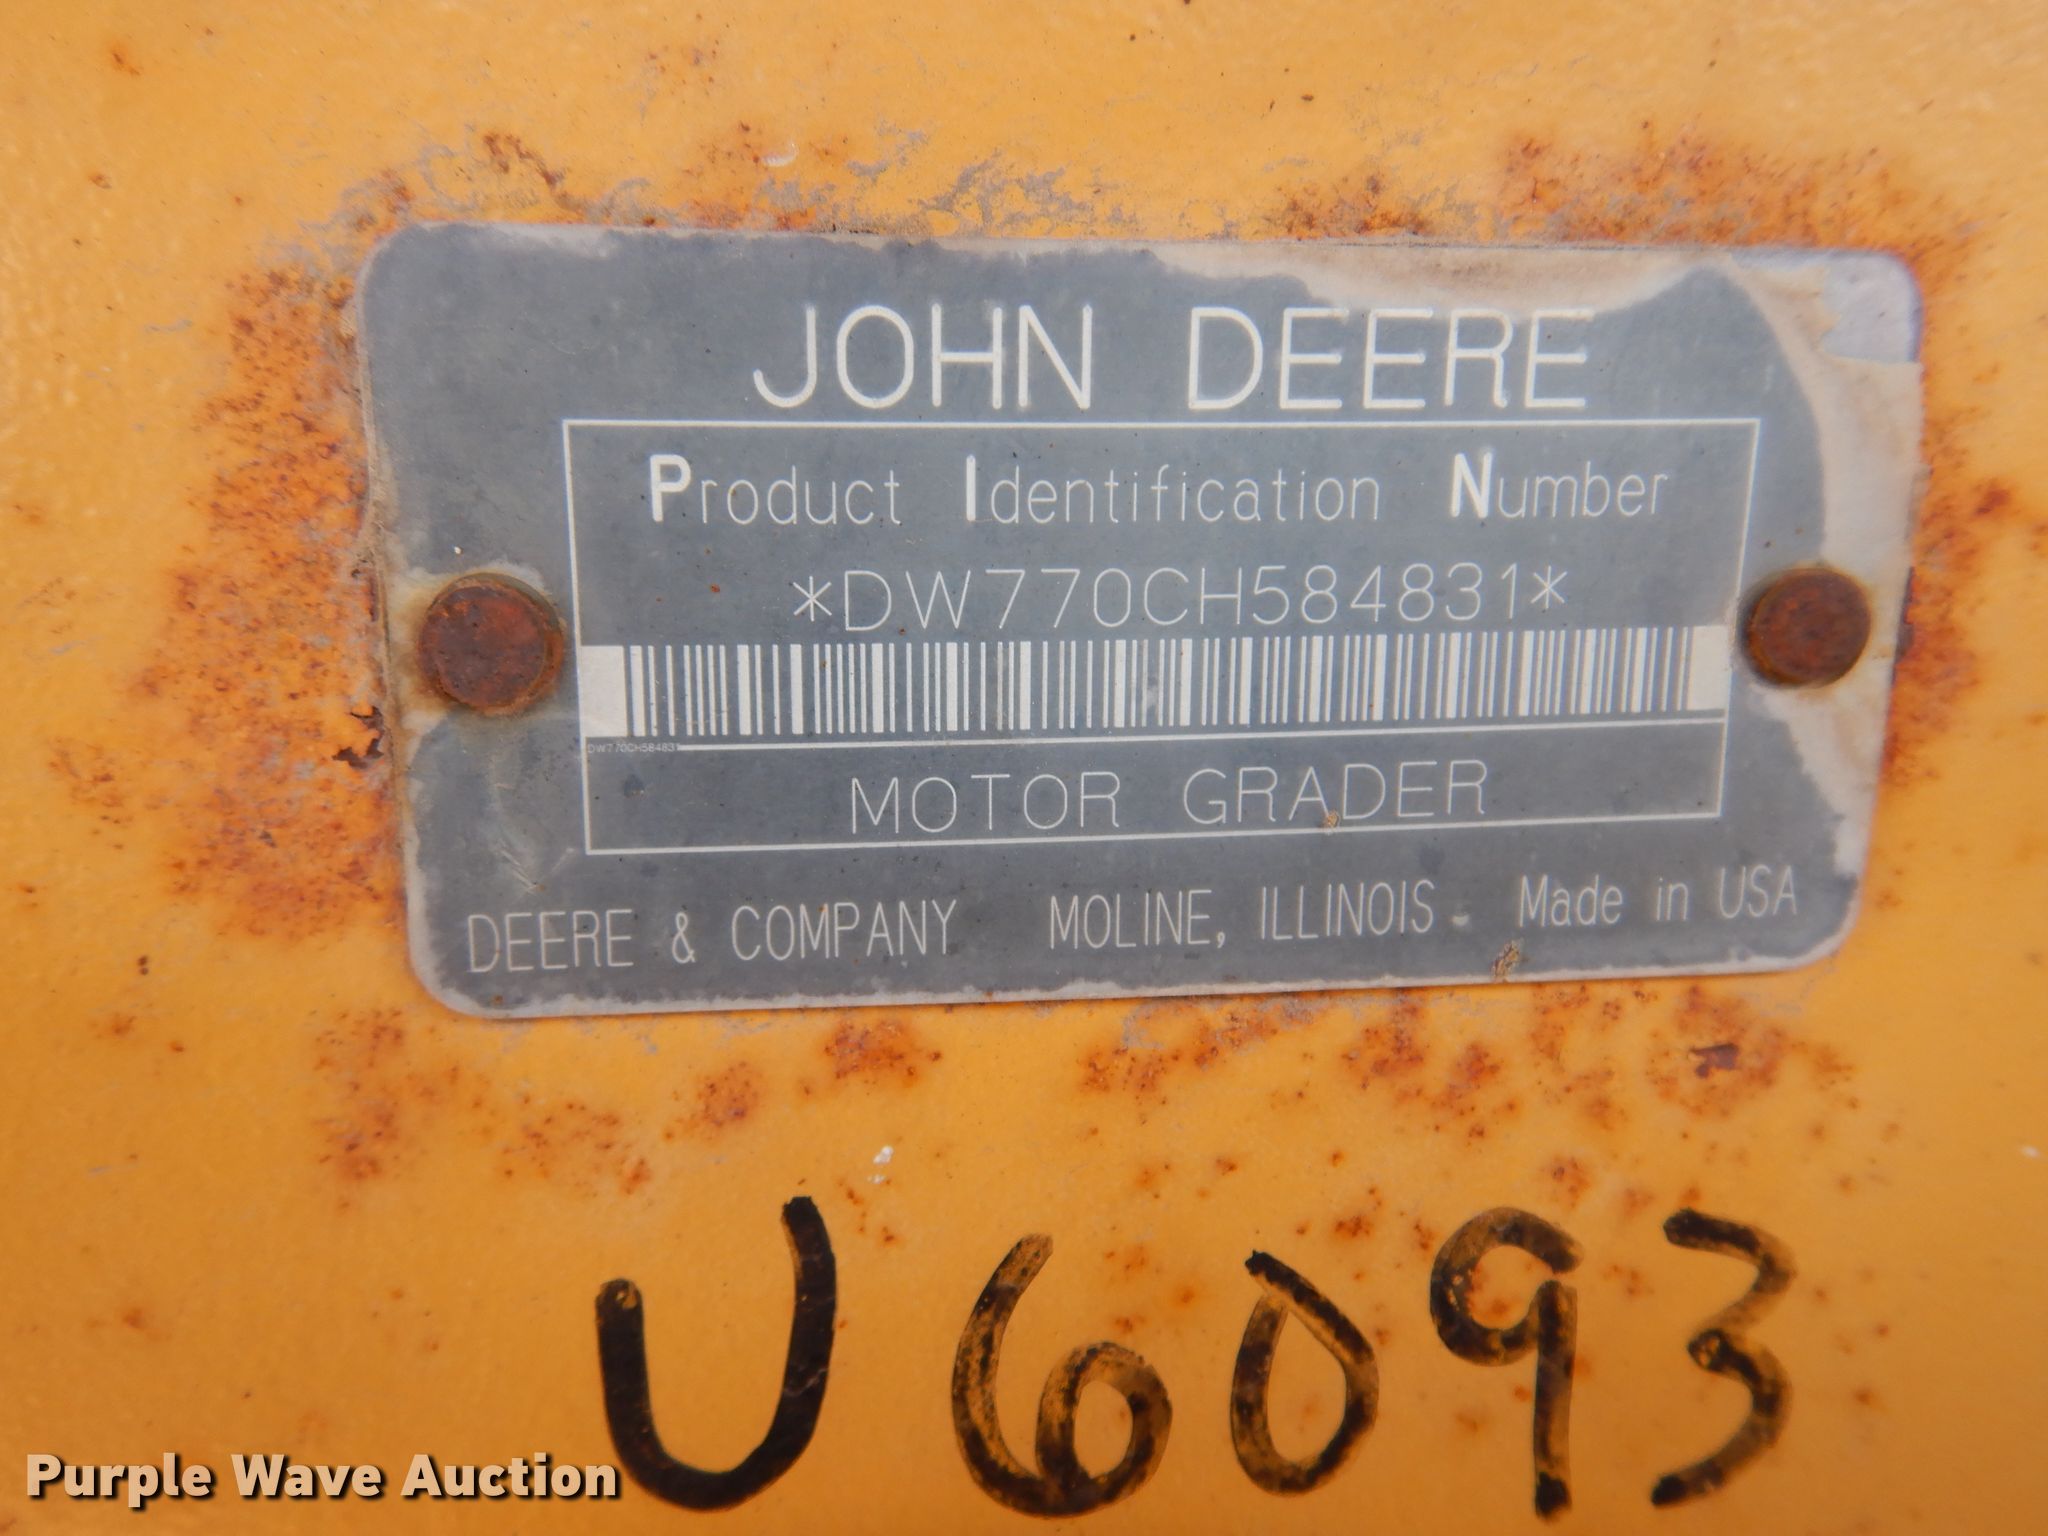 JOHN DEERE
Product Identification Number
*DW770CH584831*
DW770CH584831
MOTOR GRADER
DEERE & COMPANY MOLINE, ILLINOIS. Made in USA
U6093
Purple Wave Auction